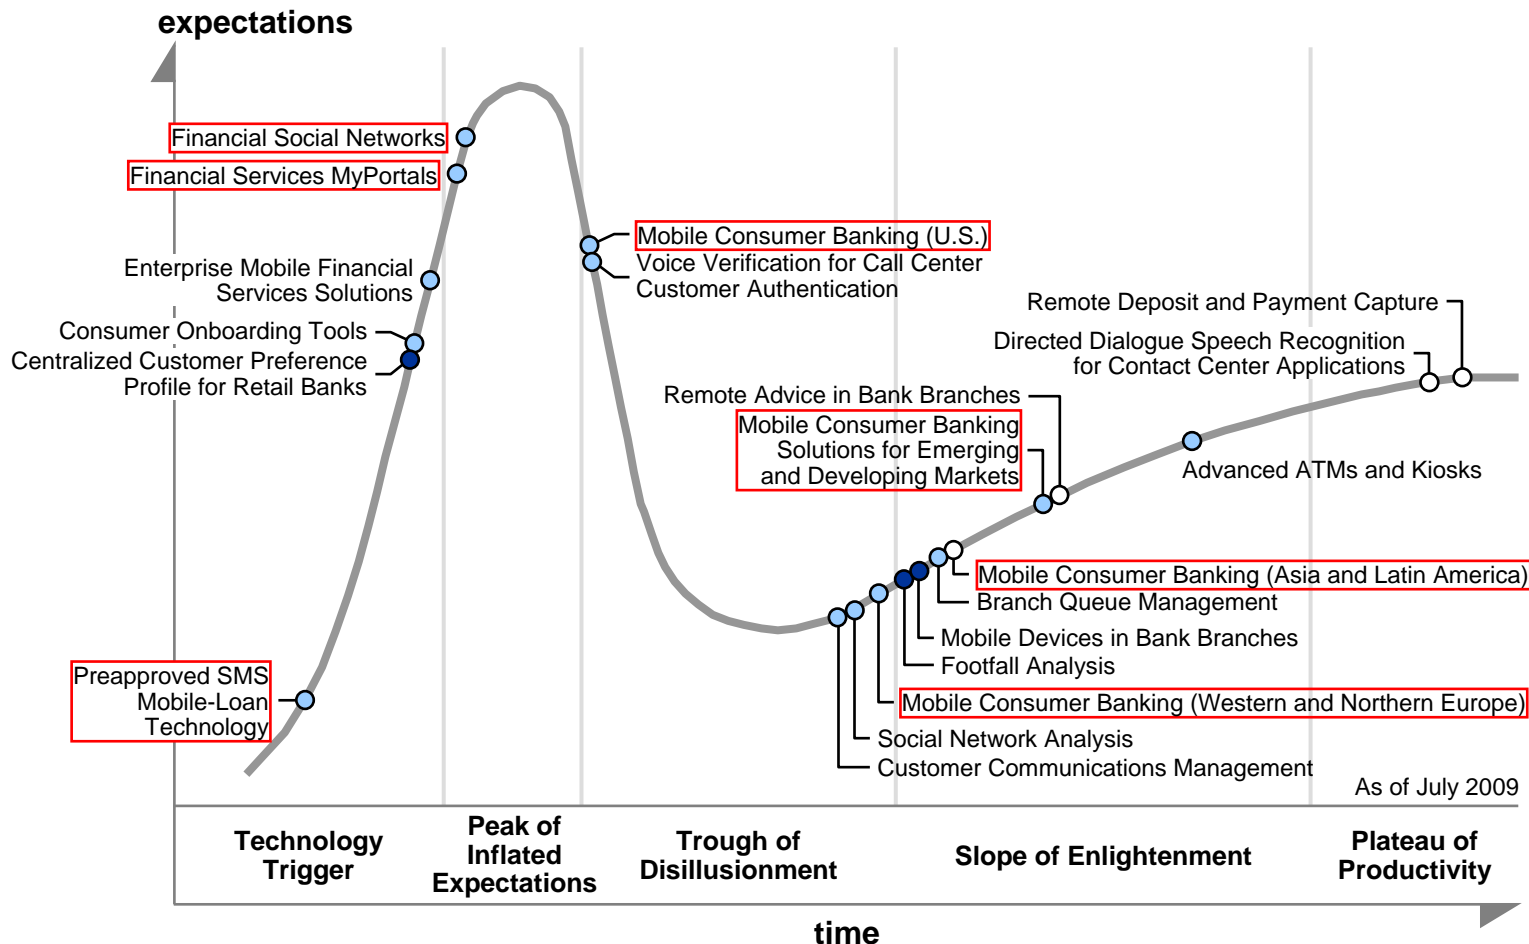 expectations
Financial Social Networks
Financial Services MyPortals
Mobile Consumer Banking (U.S.)
Voice Verification for Call Center
Customer Authentication
Enterprise Mobile Financial
Services Solutions
Consumer Onboarding Tools
Centralized Customer Preference
Profile for Retail Banks
Remote Deposit and Payment Capture
Directed Dialogue Speech Recognition
for Contact Center Applications
Remote Advice in Bank Branches
Mobile Consumer Banking
Solutions for Emerging
and Developing Markets
Advanced ATMs and Kiosks
Mobile Consumer Banking (Asia and Latin America)
Branch Queue Management
Mobile Devices in Bank Branches
Footfall Analysis
Preapproved SMS
Mobile-Loan
Technology
Mobile Consumer Banking (Western and Northern Europe)
Social Network Analysis
Customer Communications Management
As of July 2009
Technology
Trigger
Peak of
Inflated
Expectations
Trough of
Disillusionment
Slope of Enlightenment
Plateau of
Productivity
time